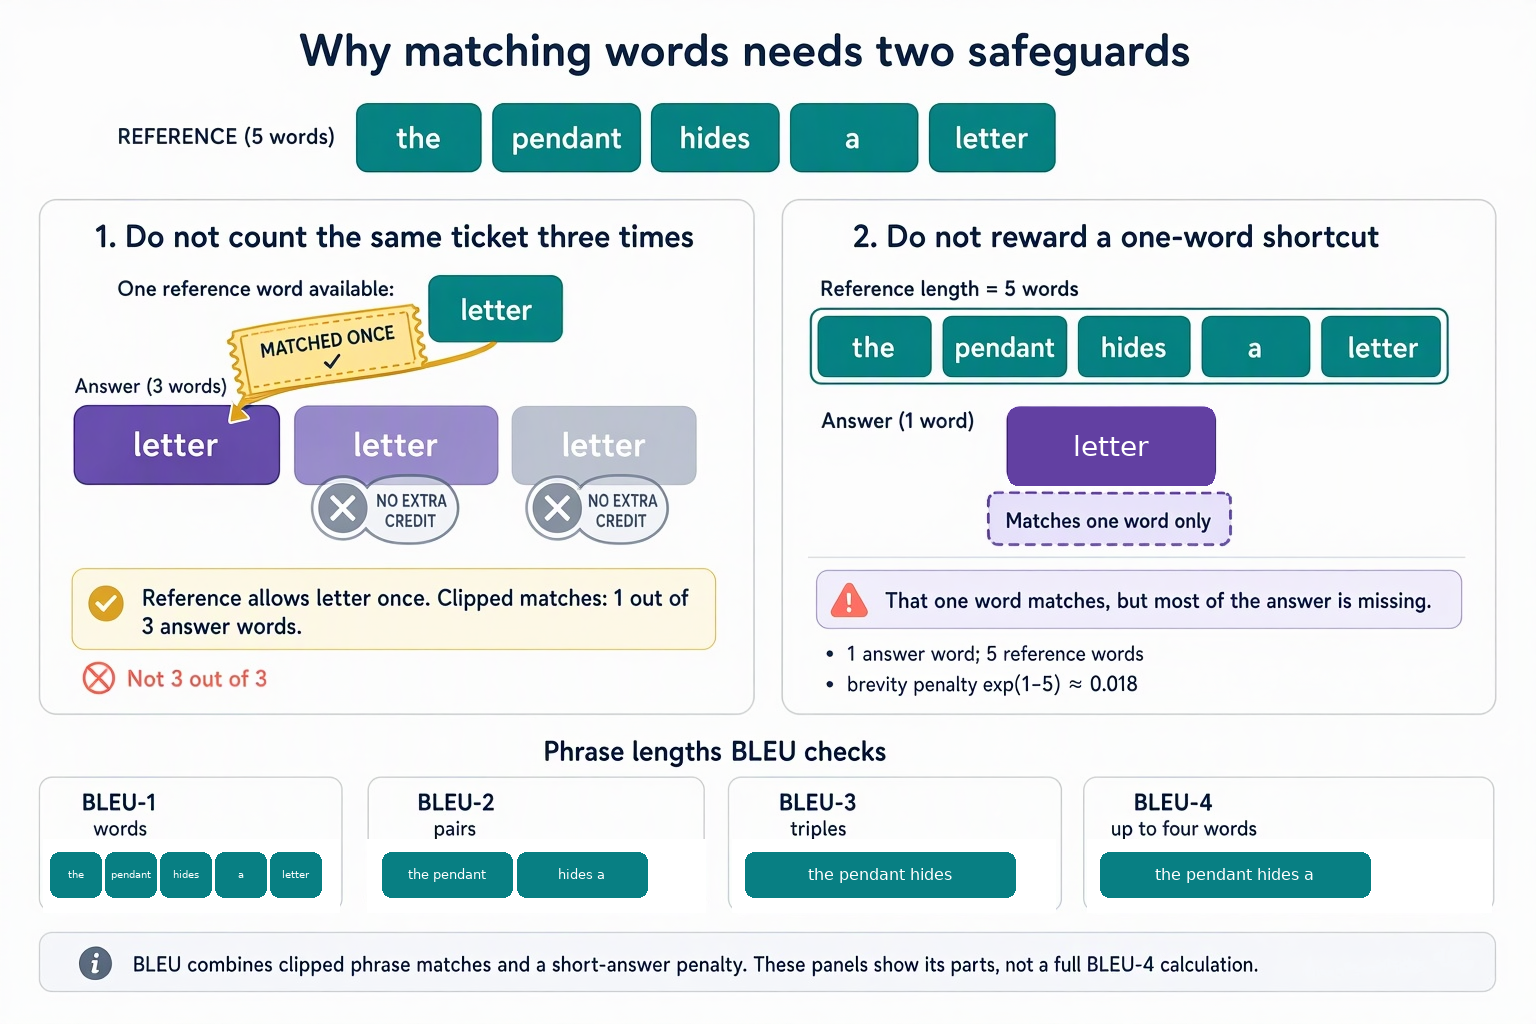 Why matching words needs two safeguards
REFERENCE (5 words)
the
pendant
hides
a
letter
1. Do not count the same ticket three times
One reference word available:
letter
MATCHED ONCE
Answer (3 words)
letter
letter
letter
NO EXTRA
CREDIT
NO EXTRA
CREDIT
Reference allows letter once. Clipped matches: 1 out of
3 answer words.
Not 3 out of 3
2. Do not reward a one-word shortcut
Reference length = 5 words
the
pendant
hides
a
letter
Answer (1 word)
letter
Matches one word only
That one word matches, but most of the answer is missing.
• 1 answer word; 5 reference words
• brevity penalty exp(1–5) ≈ 0.018
Phrase lengths BLEU checks
BLEU-1
words
the
pendant
hides
a
letter
BLEU-2
pairs
the pendant
hides a
BLEU-3
triples
the pendant hides
BLEU-4
up to four words
the pendant hides a
BLEU combines clipped phrase matches and a short-answer penalty. These panels show its parts, not a full BLEU-4 calculation.